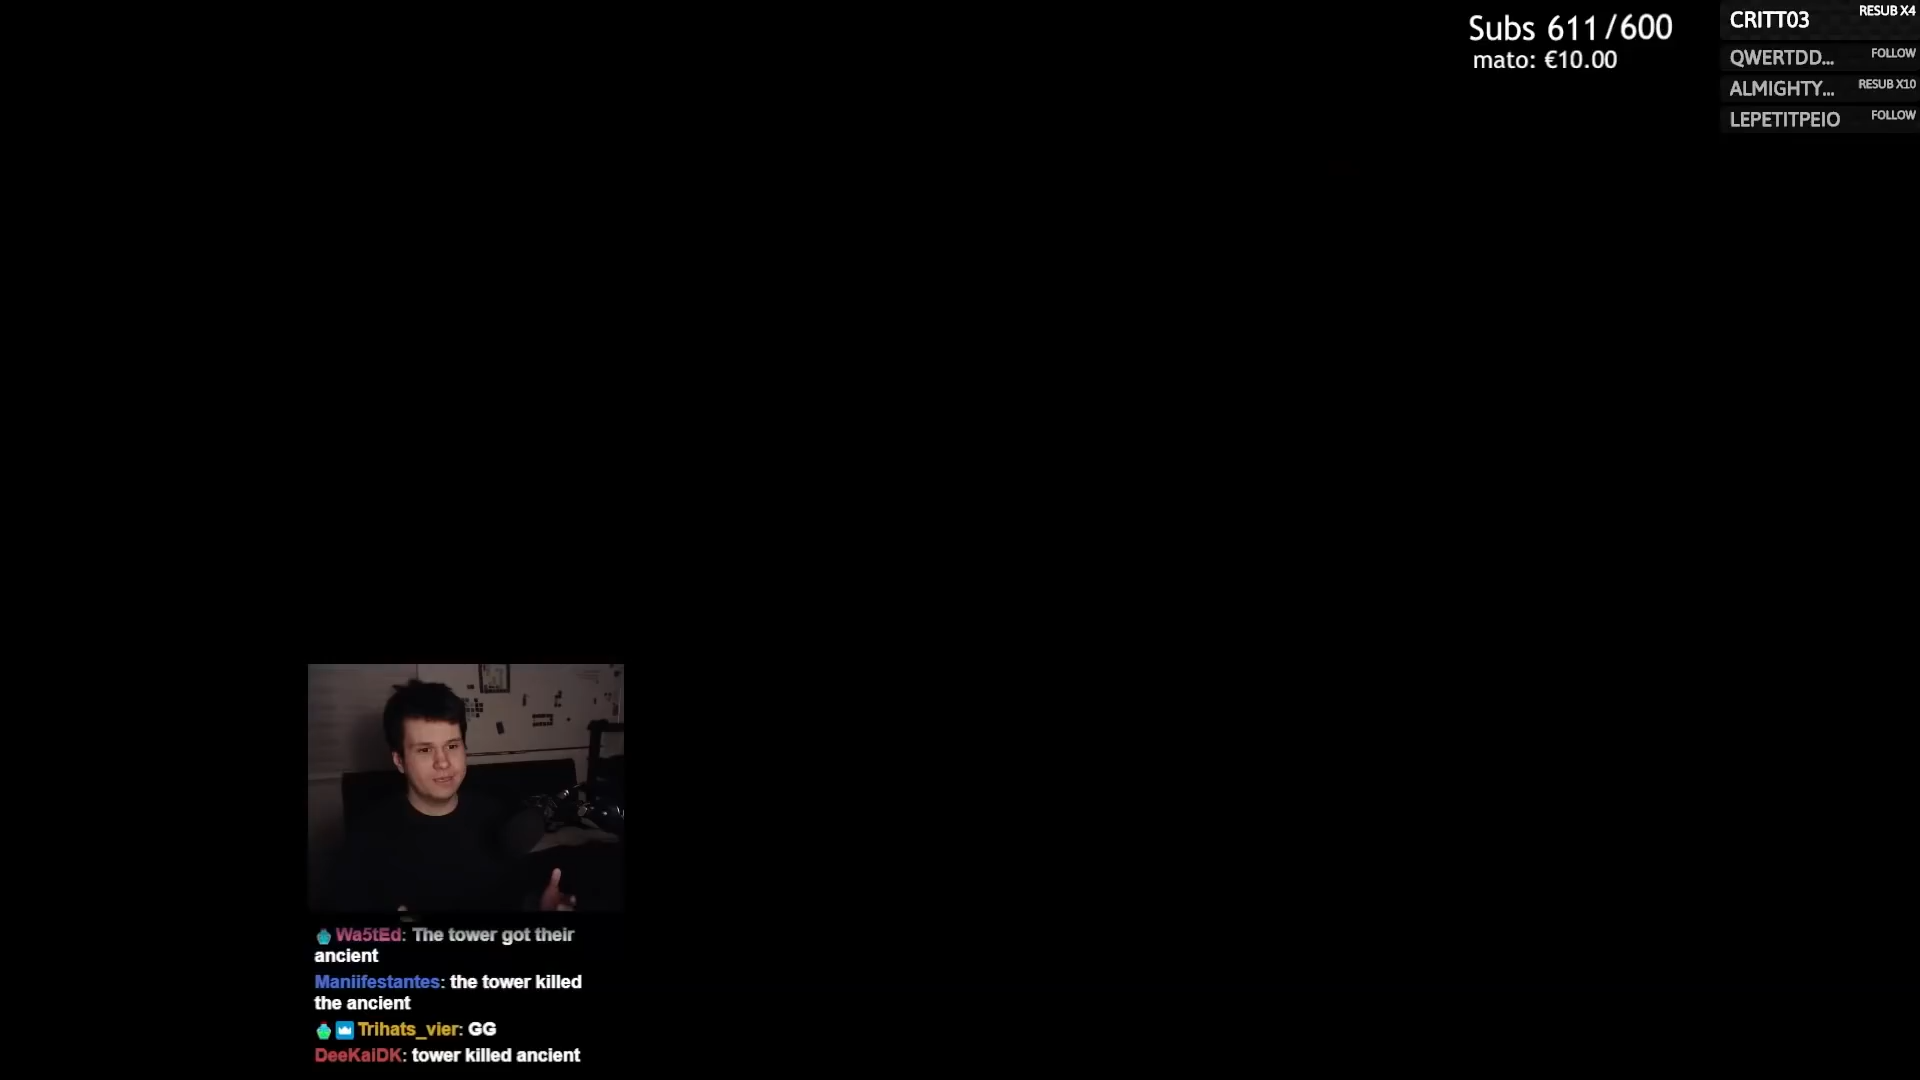 Subs 611/600
mato: €10.00
CRITT03 RESUB X4
QWERTDD... FOLLOW
ALMIGHTY... RESUB X10
LEPETITPEIO FOLLOW
Wa5tEd: The tower got their
ancient
Maniifestantes: the tower killed
the ancient
Trihats_vier: GG
DeeKaiDK: tower killed ancient